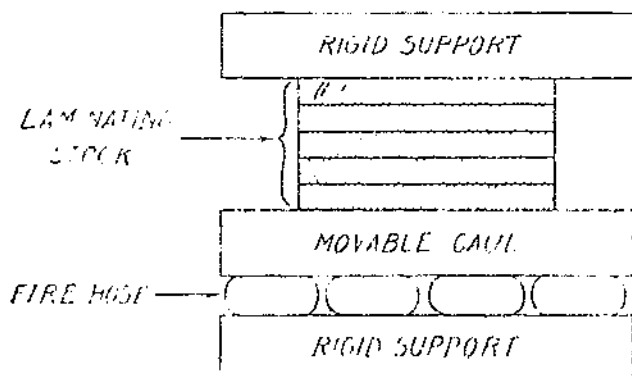 RIGID SUPPORT
LAMINATING
STOCK
MOVABLE CAUL
FIRE HOSE
RIGID SUPPORT